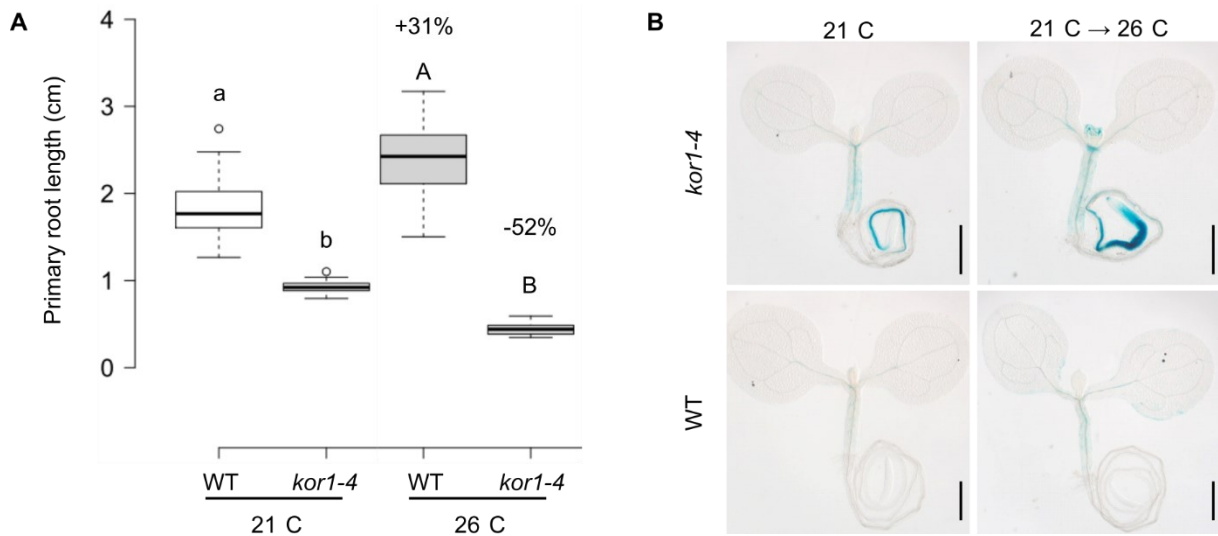 A
Primary root length (cm)
4
3
2
1
0
a
b
+31%
A
-52%
B
WT
kor1-4
WT
kor1-4
21 C
26 C
B
21 C
21 C → 26 C
kor1-4
WT